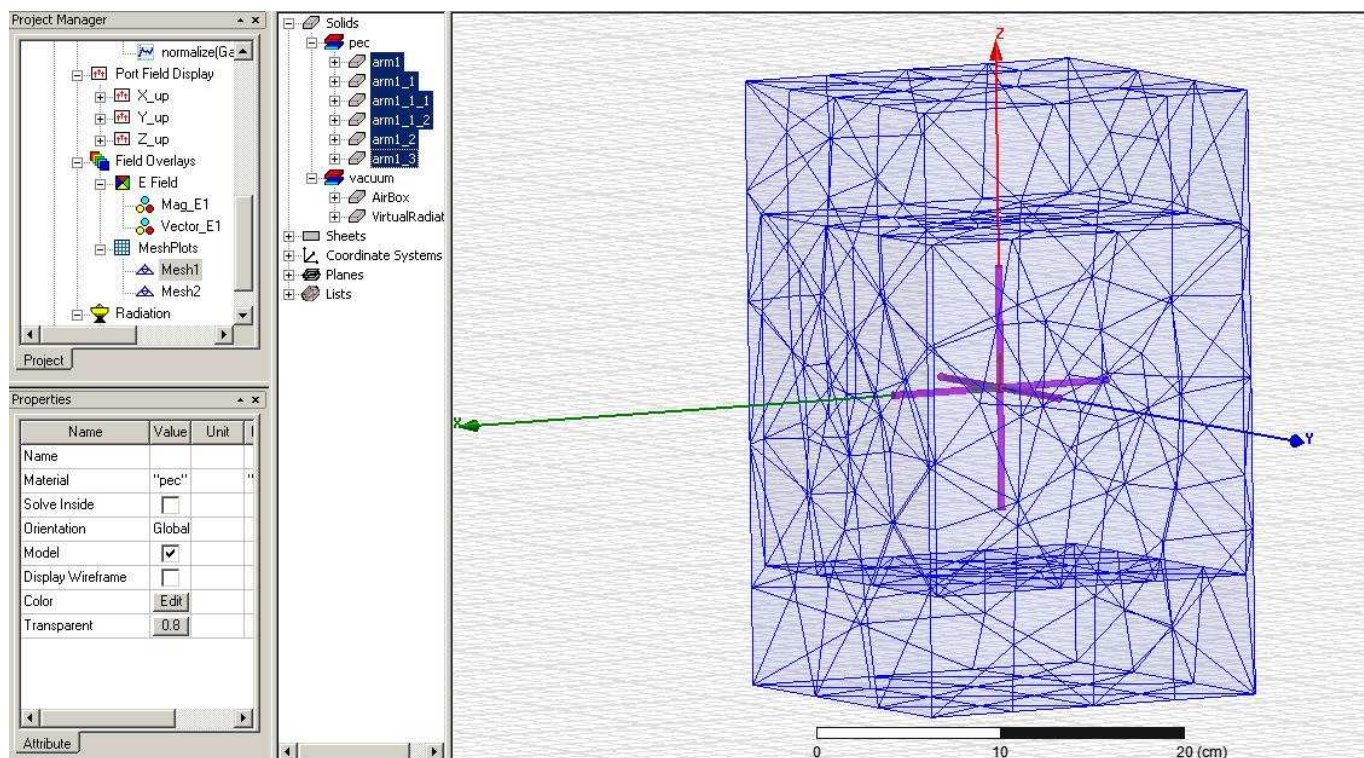 Project Manager
normalize(Ga
Port Field Display
X_up
Y_up
Z_up
Field Overlays
E Field
Mag_E1
Vector_E1
MeshPlots
Mesh1
Mesh2
Radiation
Project
Properties
Name Value Unit
Name
Material "pec" "
Solve Inside
Orientation Global
Model
Display Wireframe
Color Edit
Transparent 0.8
Attribute
Solids
pec
arm1
arm1_1
arm1_1_1
arm1_1_2
arm1_2
arm1_3
vacuum
AirBox
VirtualRadiat
Sheets
Coordinate Systems
Planes
Lists
Z
X
Y
0 10 20 (cm)